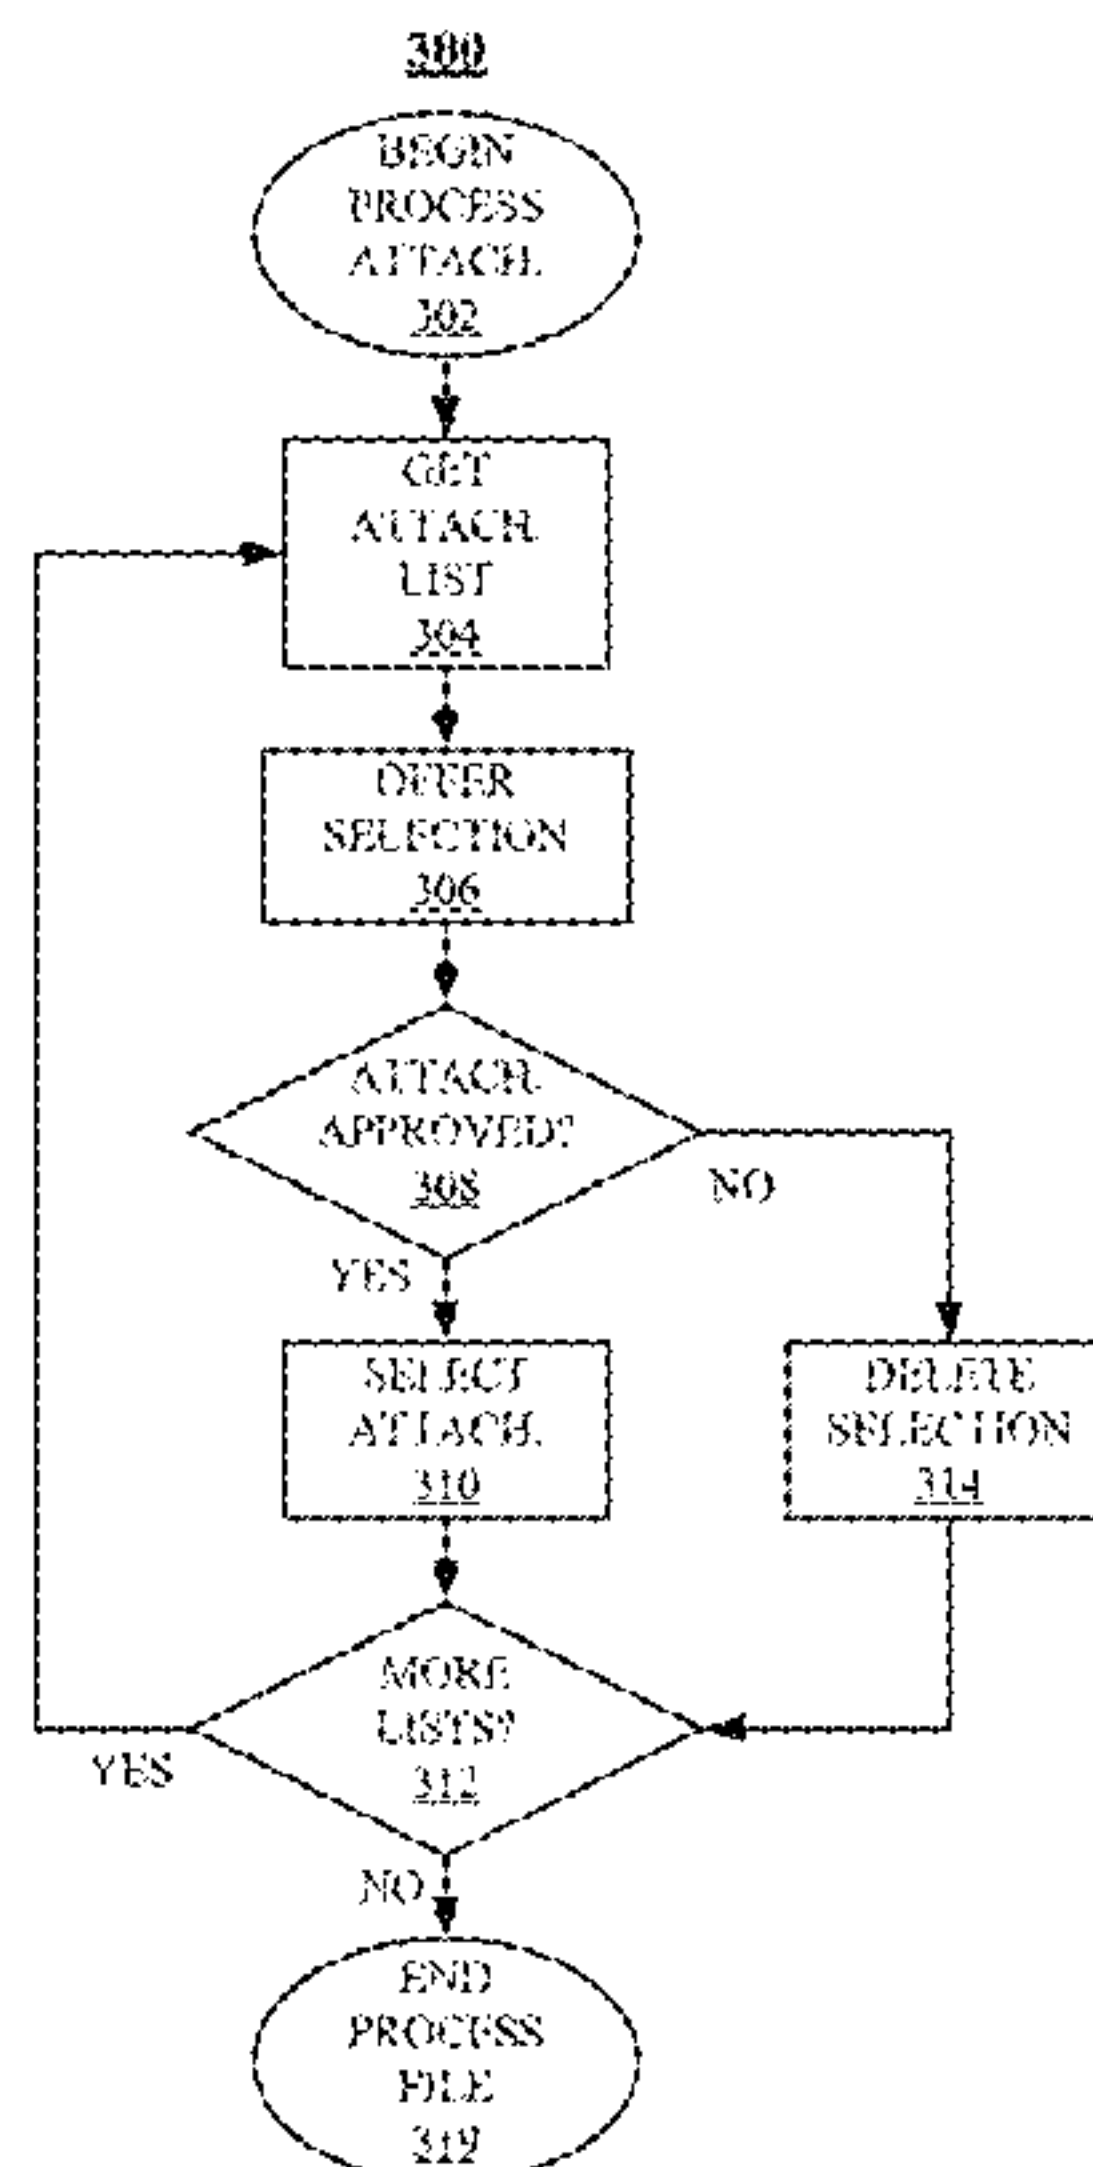 300
BEGIN
PROCESS
ATTACH.
302
GET
ATTACH.
LIST
304
OFFER
SELECTION
306
ATTACH.
APPROVED?
308
NO
YES
SELECT
ATTACH.
310
DELETE
SELECTION
314
MORE
LISTS?
312
YES
NO
END
PROCESS
FILE
319